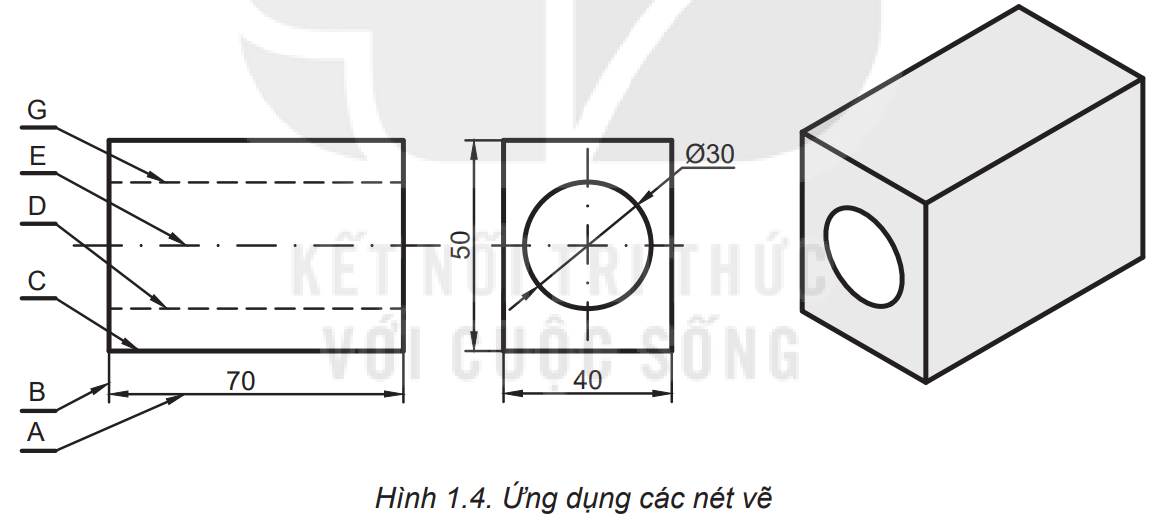 G
E
D
C
B
A
70
50
Ø30
40
KẾT NỐI TRI THỨC
VỚI CUỘC SỐNG
Hình 1.4. Ứng dụng các nét vẽ